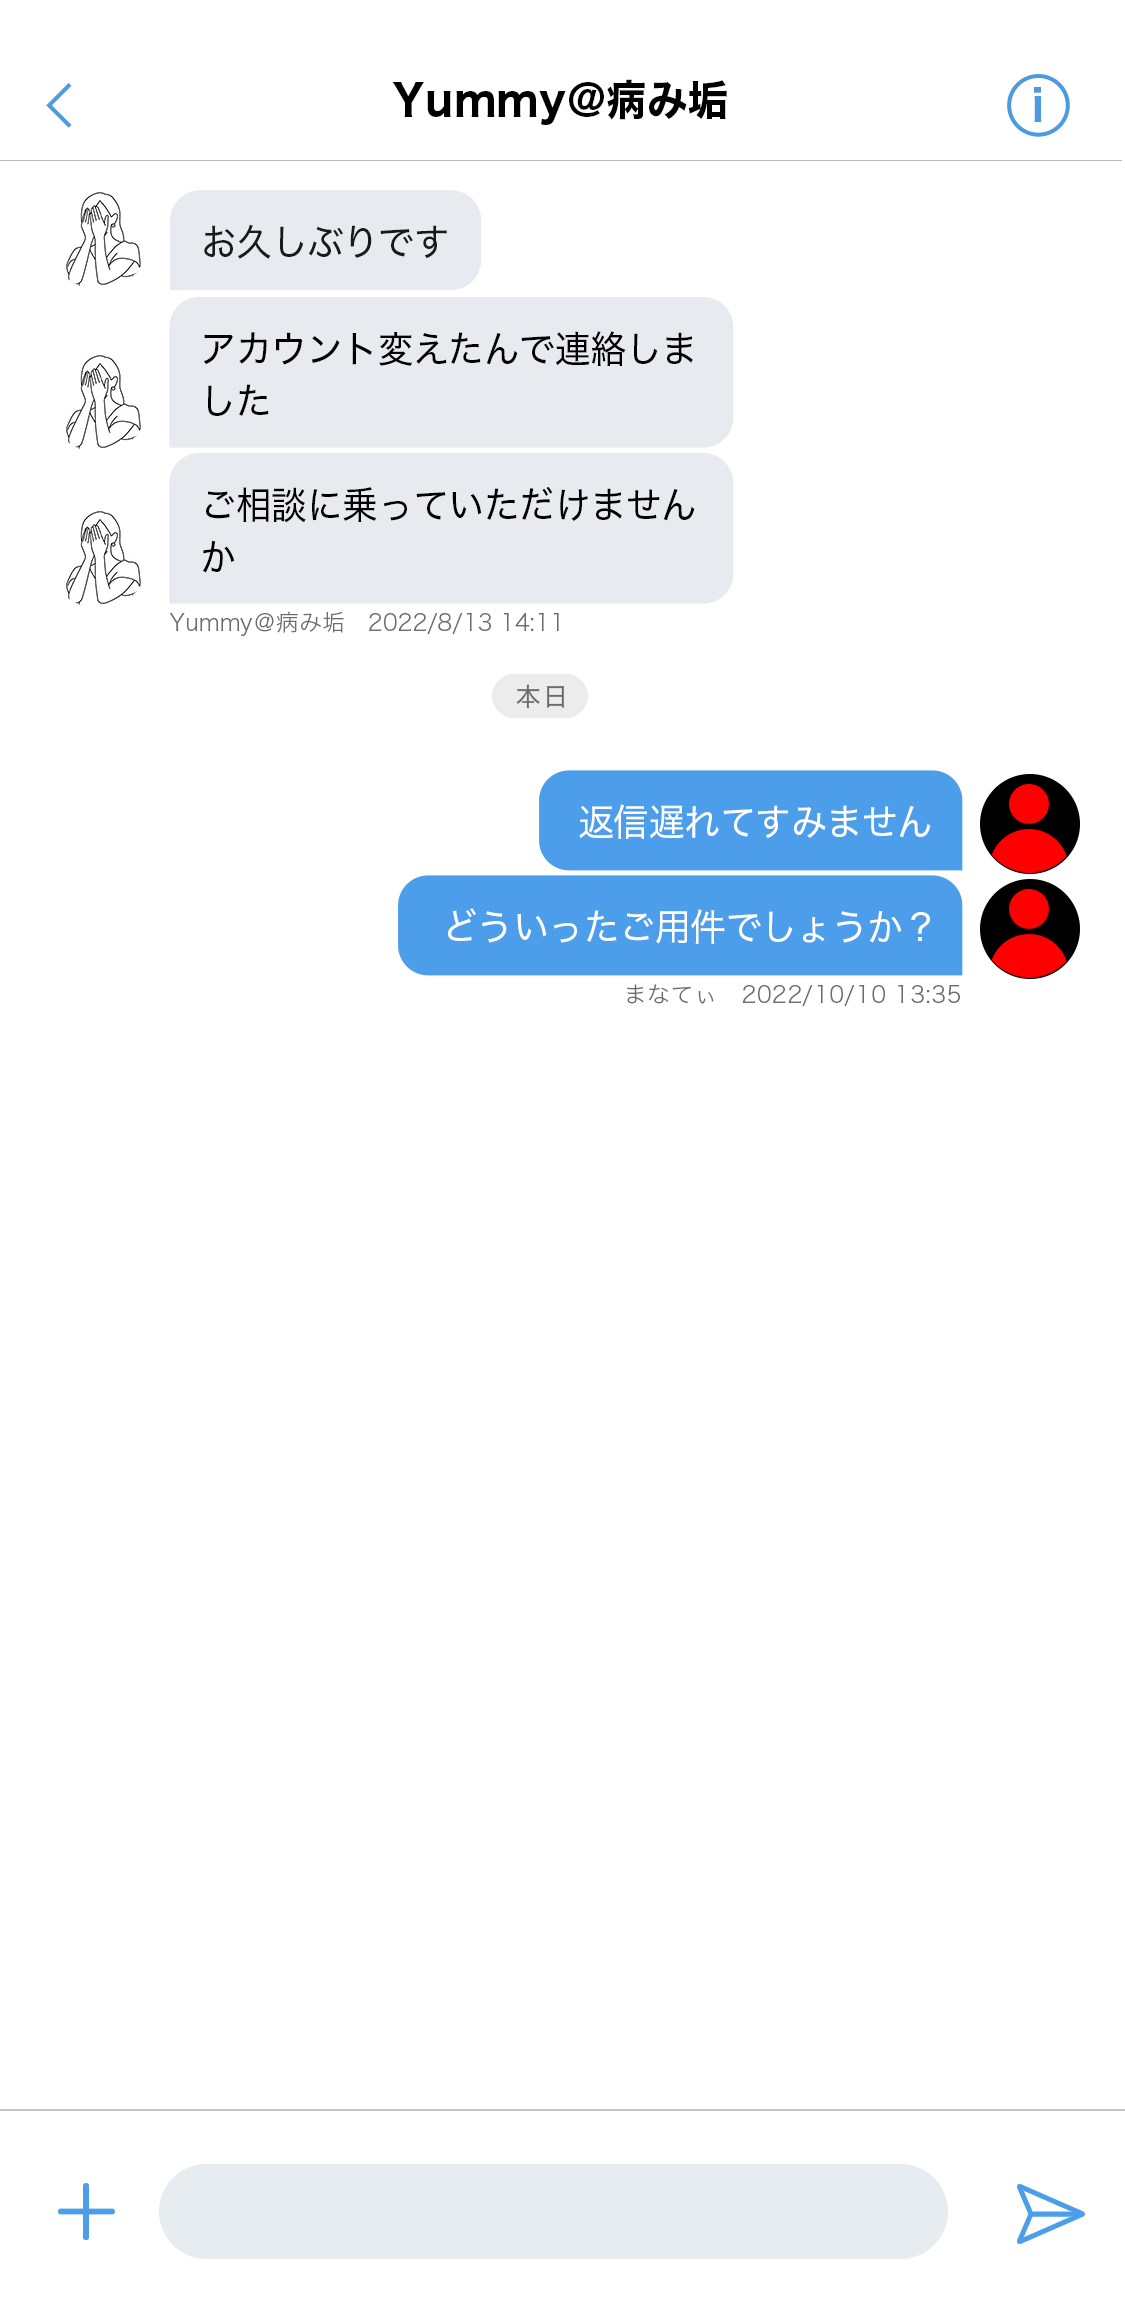 Yummy@病み垢
お久しぶりです
アカウント変えたんで連絡しま
した
ご相談に乗っていただけません
か
Yummy@病み垢　2022/8/13 14:11
本日
返信遅れてすみません
どういったご用件でしょうか？
まなてぃ　2022/10/10 13:35